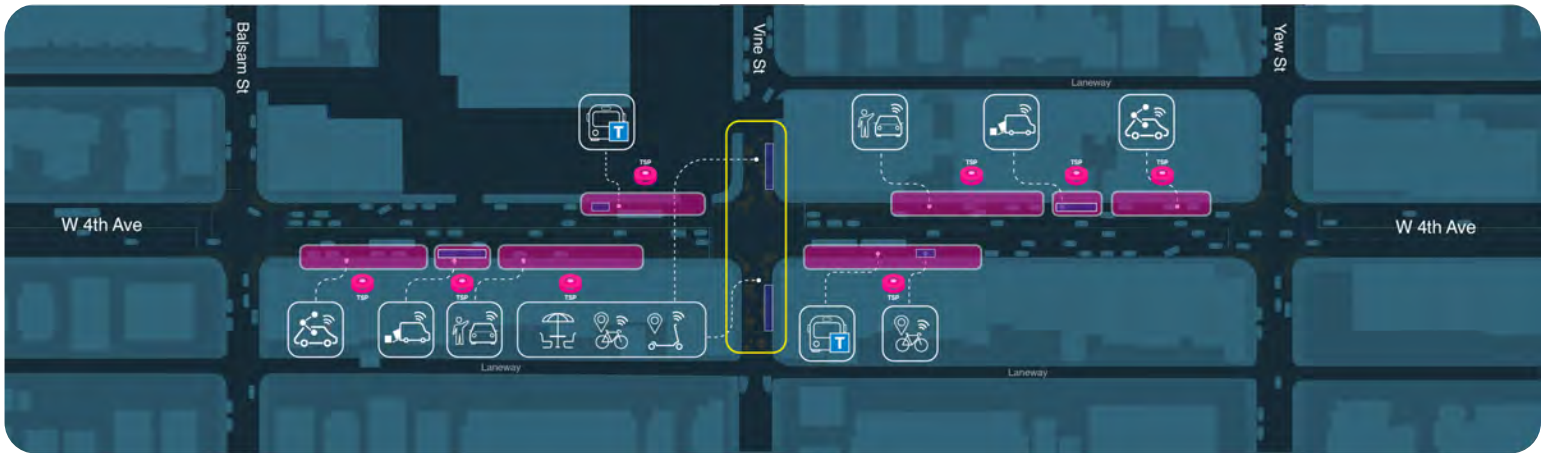 Balsam St
Vine St
Yew St
Laneway
T
TSP
TSP
TSP
TSP
W 4th Ave
W 4th Ave
TSP
TSP
TSP
TSP
T
Laneway
Laneway